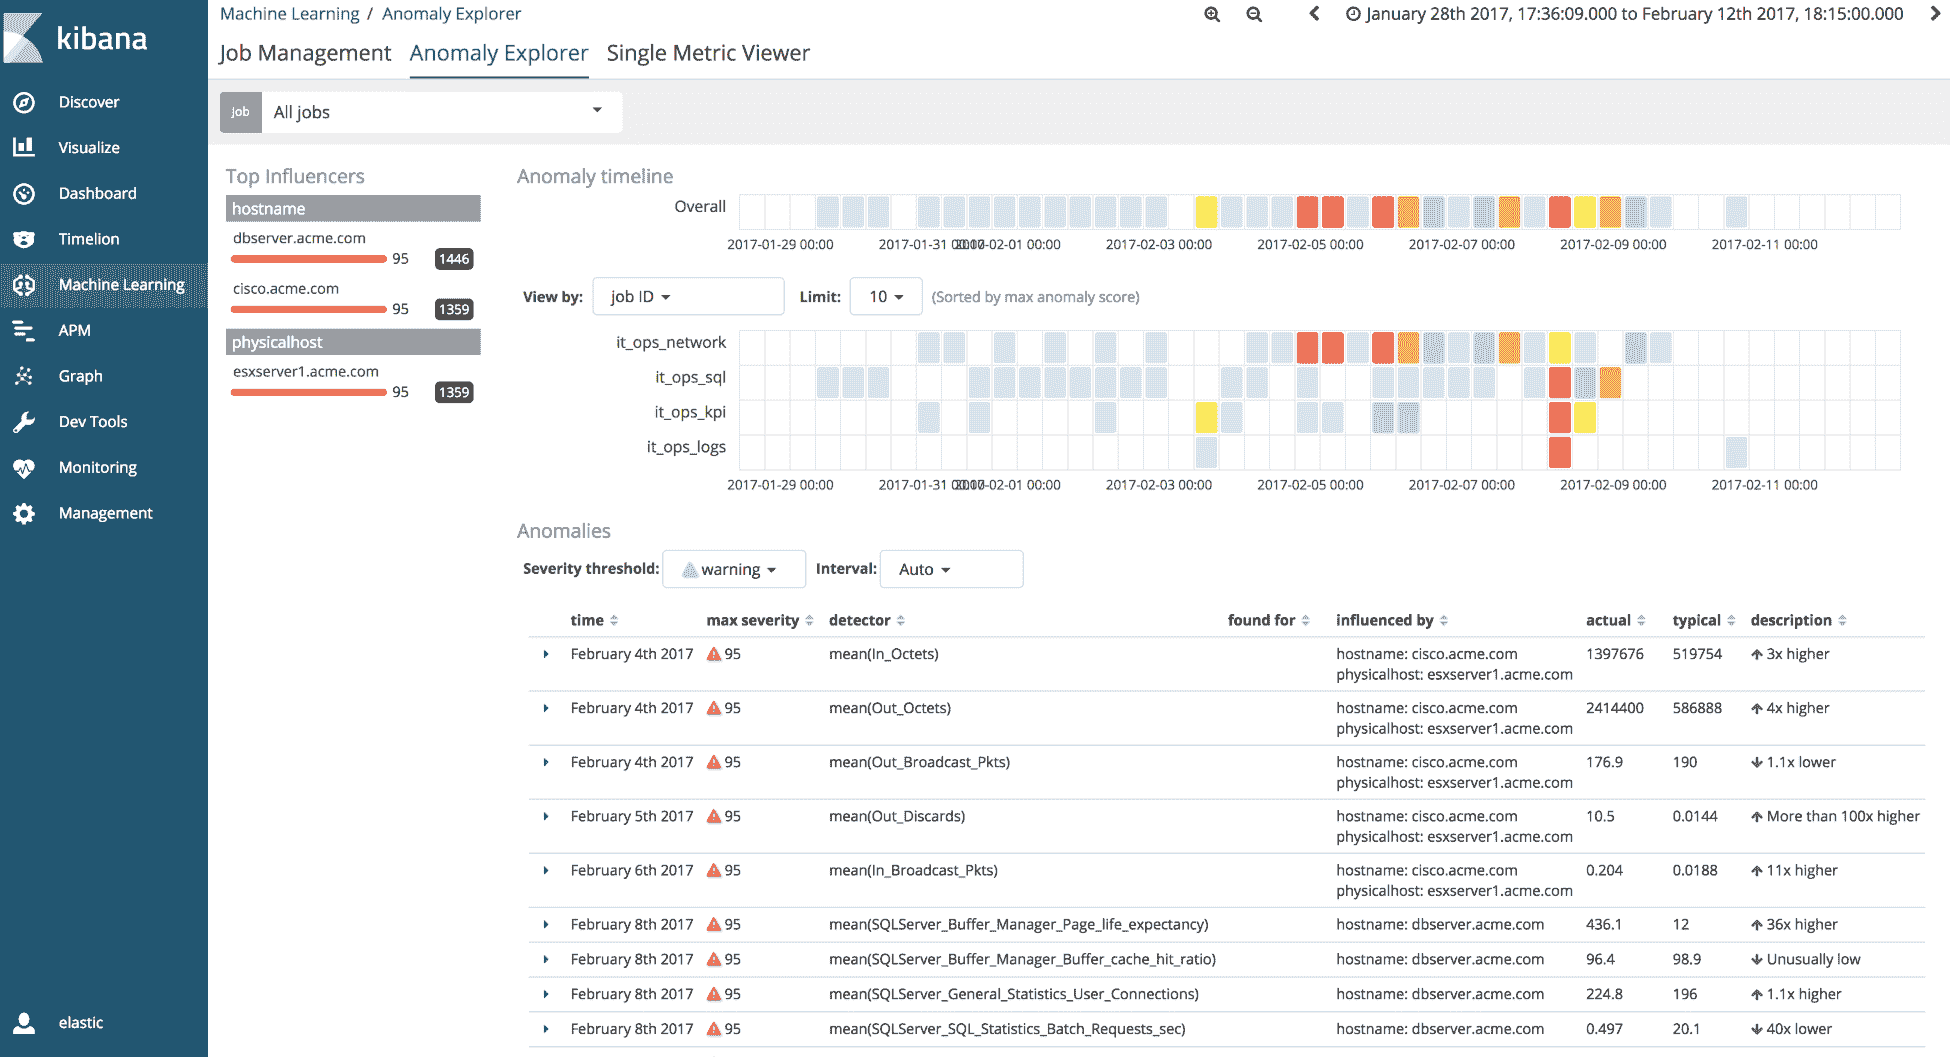 kibana
Discover
Visualize
Dashboard
Timelion
Machine Learning
APM
Graph
Dev Tools
Monitoring
Management
elastic
Machine Learning / Anomaly Explorer
January 28th 2017, 17:36:09.000 to February 12th 2017, 18:15:00.000
Job Management Anomaly Explorer Single Metric Viewer
job All jobs
Top Influencers
hostname
dbserver.acme.com
95 1446
cisco.acme.com
95 1359
physicalhost
esxserver1.acme.com
95 1359
Anomaly timeline
Overall
2017-01-29 00:00 2017-01-31 00:00 2017-02-01 00:00 2017-02-03 00:00 2017-02-05 00:00 2017-02-07 00:00 2017-02-09 00:00 2017-02-11 00:00
View by: job ID Limit: 10 (Sorted by max anomaly score)
it_ops_network
it_ops_sql
it_ops_kpi
it_ops_logs
2017-01-29 00:00 2017-01-31 00:00 2017-02-01 00:00 2017-02-03 00:00 2017-02-05 00:00 2017-02-07 00:00 2017-02-09 00:00 2017-02-11 00:00
Anomalies
Severity threshold: warning Interval: Auto
time max severity detector found for influenced by actual typical description
February 4th 2017 95 mean(In_Octets) hostname: cisco.acme.com 1397676 519754 3x higher
physicalhost: esxserver1.acme.com
February 4th 2017 95 mean(Out_Octets) hostname: cisco.acme.com 2414400 586888 4x higher
physicalhost: esxserver1.acme.com
February 4th 2017 95 mean(Out_Broadcast_Pkts) hostname: cisco.acme.com 176.9 190 1.1x lower
physicalhost: esxserver1.acme.com
February 5th 2017 95 mean(Out_Discards) hostname: cisco.acme.com 10.5 0.0144 More than 100x higher
physicalhost: esxserver1.acme.com
February 6th 2017 95 mean(In_Broadcast_Pkts) hostname: cisco.acme.com 0.204 0.0188 11x higher
physicalhost: esxserver1.acme.com
February 8th 2017 95 mean(SQLServer_Buffer_Manager_Page_life_expectancy) hostname: dbserver.acme.com 436.1 12 36x higher
February 8th 2017 95 mean(SQLServer_Buffer_Manager_Buffer_cache_hit_ratio) hostname: dbserver.acme.com 96.4 98.9 Unusually low
February 8th 2017 95 mean(SQLServer_General_Statistics_User_Connections) hostname: dbserver.acme.com 224.8 196 1.1x higher
February 8th 2017 95 mean(SQLServer_SQL_Statistics_Batch_Requests_sec) hostname: dbserver.acme.com 0.497 20.1 40x lower